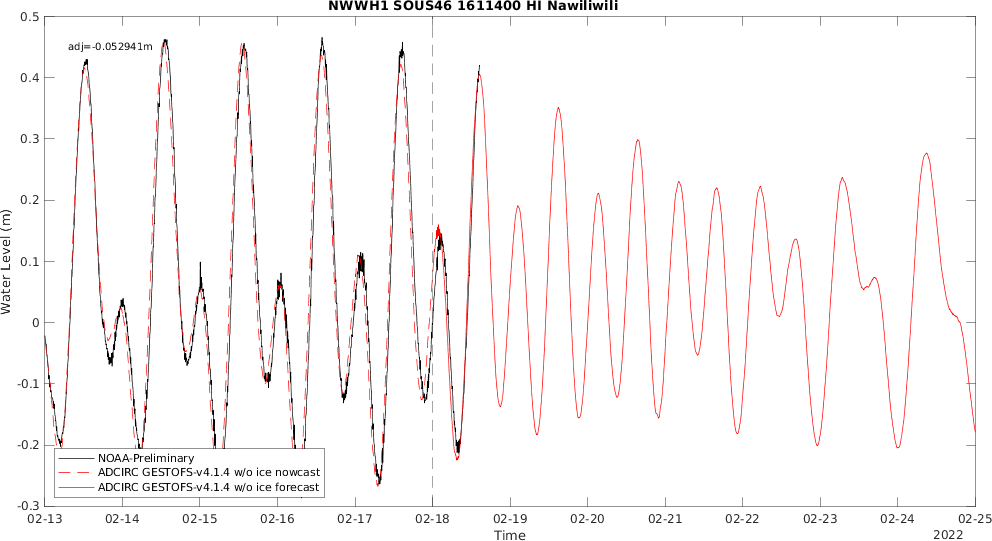 NWWH1 SOUS46 1611400 HI Nawiliwili
adj=-0.052941m
Water Level (m)
0.5
0.4
0.3
0.2
0.1
0
-0.1
-0.2
-0.3
NOAA-Preliminary
ADCIRC GESTOFS-v4.1.4 w/o ice nowcast
ADCIRC GESTOFS-v4.1.4 w/o ice forecast
02-13 02-14 02-15 02-16 02-17 02-18 02-19 02-20 02-21 02-22 02-23 02-24 02-25
Time
2022